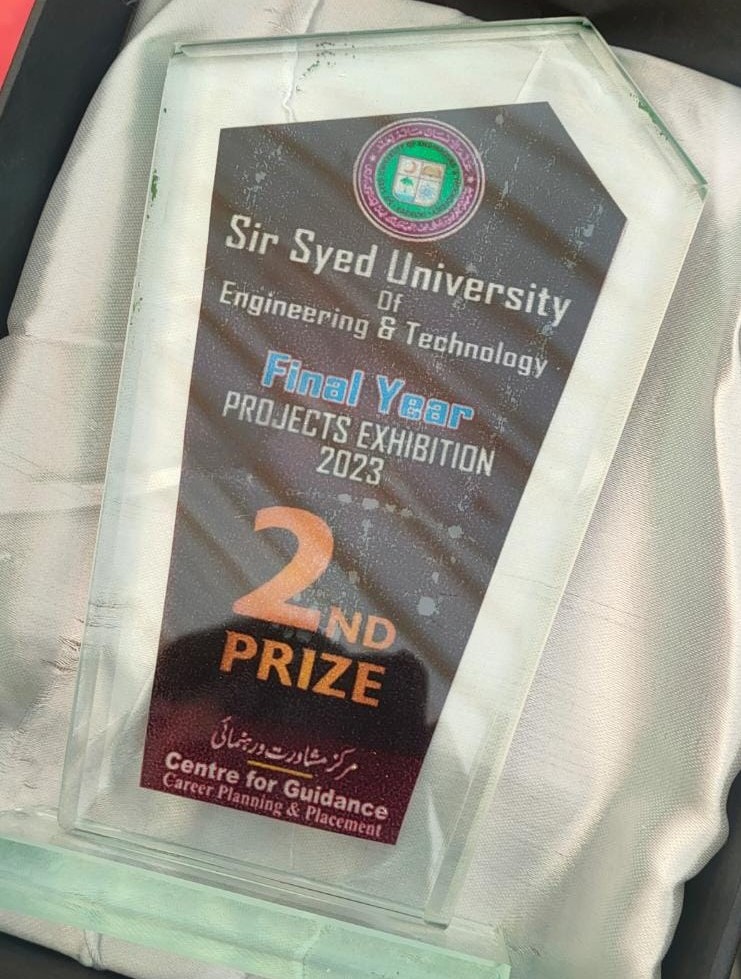 Sir Syed University
Of
Engineering & Technology
Final Year
PROJECTS EXHIBITION
2023
2ND
PRIZE
مرکز مشاورت و رہنمائی
Centre for Guidance
Career Planning & Placement